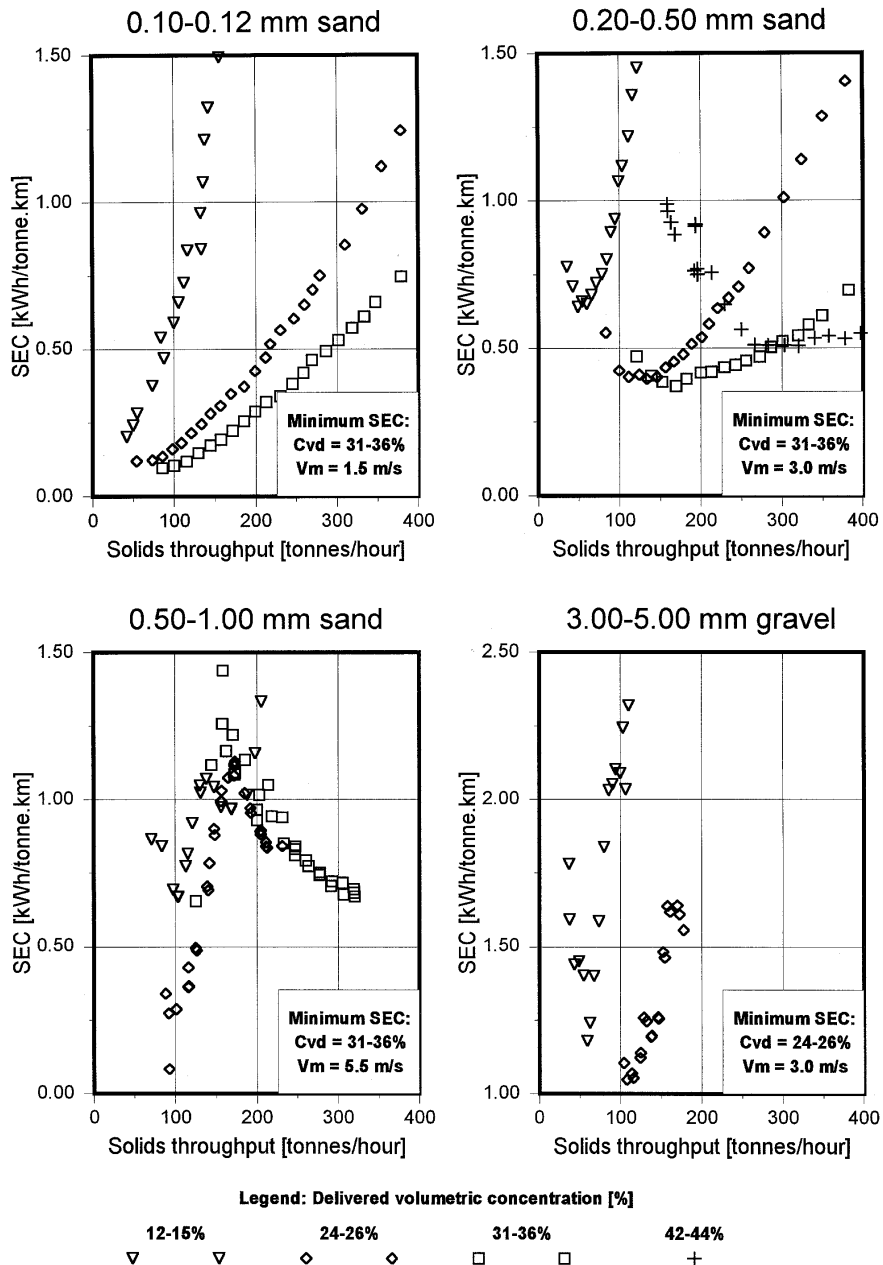 0.10-0.12 mm sand
0.20-0.50 mm sand
SEC [kWh/tonne.km]
1.50
1.00
0.50
0.00
Minimum SEC:
Cvd = 31-36%
Vm = 1.5 m/s
0 100 200 300 400
Solids throughput [tonnes/hour]
SEC [kWh/tonne.km]
1.50
1.00
0.50
0.00
Minimum SEC:
Cvd = 31-36%
Vm = 3.0 m/s
0 100 200 300 400
Solids throughput [tonnes/hour]
0.50-1.00 mm sand
3.00-5.00 mm gravel
SEC [kWh/tonne.km]
1.50
1.00
0.50
0.00
Minimum SEC:
Cvd = 31-36%
Vm = 5.5 m/s
0 100 200 300 400
Solids throughput [tonnes/hour]
SEC [kWh/tonne.km]
2.50
2.00
1.50
1.00
Minimum SEC:
Cvd = 24-26%
Vm = 3.0 m/s
0 100 200 300 400
Solids throughput [tonnes/hour]
Legend: Delivered volumetric concentration [%]
12-15% 24-26% 31-36% 42-44%